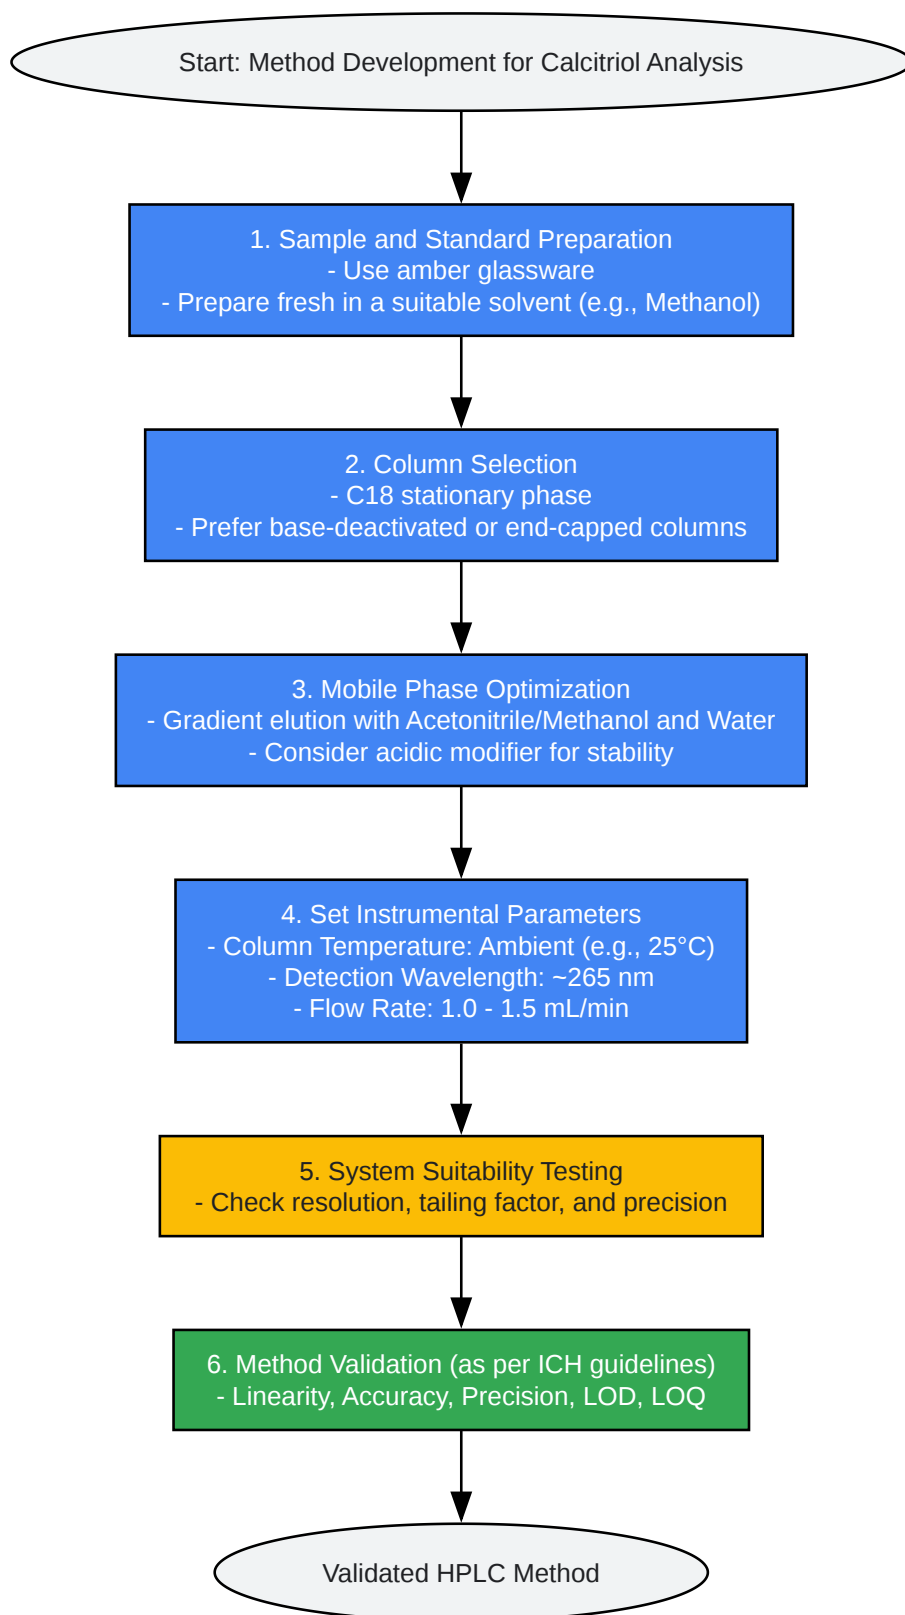 Start: Method Development for Calcitriol Analysis
1. Sample and Standard Preparation
- Use amber glassware
- Prepare fresh in a suitable solvent (e.g., Methanol)
2. Column Selection
- C18 stationary phase
- Prefer base-deactivated or end-capped columns
3. Mobile Phase Optimization
- Gradient elution with Acetonitrile/Methanol and Water
- Consider acidic modifier for stability
4. Set Instrumental Parameters
- Column Temperature: Ambient (e.g., 25°C)
- Detection Wavelength: ~265 nm
- Flow Rate: 1.0 - 1.5 mL/min
5. System Suitability Testing
- Check resolution, tailing factor, and precision
6. Method Validation (as per ICH guidelines)
- Linearity, Accuracy, Precision, LOD, LOQ
Validated HPLC Method